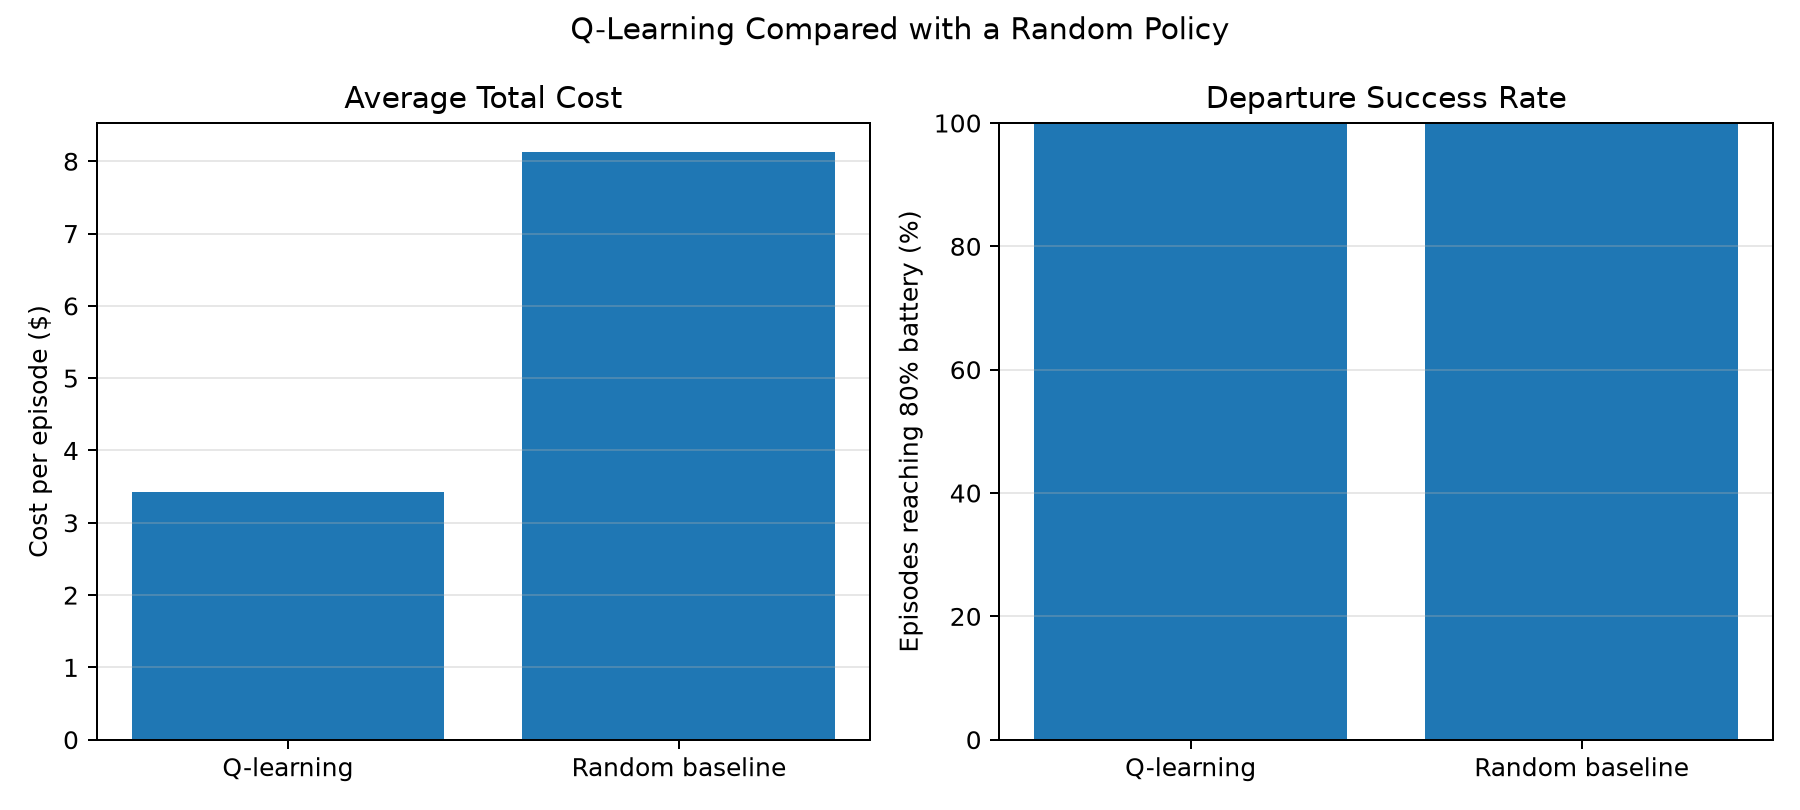 Q-Learning Compared with a Random Policy
Average Total Cost
Cost per episode ($)
8
7
6
5
4
3
2
1
0
Q-learning
Random baseline
Departure Success Rate
Episodes reaching 80% battery (%)
100
80
60
40
20
0
Q-learning
Random baseline